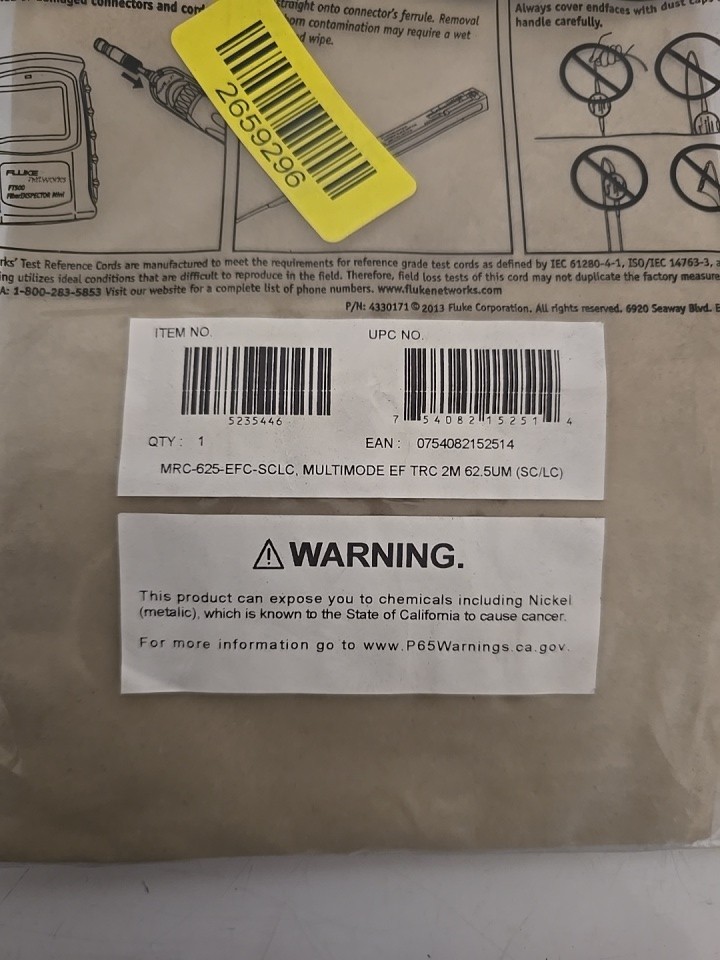 connectors and
straight onto connector's ferrule. Removal
contamination may require a wet
wipe.
Always cover endfaces with dust
handle carefully.
2659296
FLUKE
networks
FT500
FiberINSPECTOR Mini
Test Reference Cords are manufactured to meet the requirements for reference grade test cords as defined by IEC 61280-4-1, ISO/IEC 14763-3,
utilizes ideal conditions that are difficult to reproduce in the field. Therefore, field loss tests of this cord may not duplicate the factory
1-800-283-5853 Visit our website for a complete list of phone numbers. www.flukenetworks.com
P/N: 4330171 © 2013 Fluke Corporation. All rights reserved. 6920 Seaway Blvd.
ITEM NO.
UPC NO.
5235446
7 54082 15251 4
QTY : 1
EAN : 0754082152514
MRC-625-EFC-SCLC, MULTIMODE EF TRC 2M 62.5UM (SC/LC)
WARNING.
This product can expose you to chemicals including Nickel
(metalic), which is known to the State of California to cause cancer.
For more information go to www.P65Warnings.ca.gov.